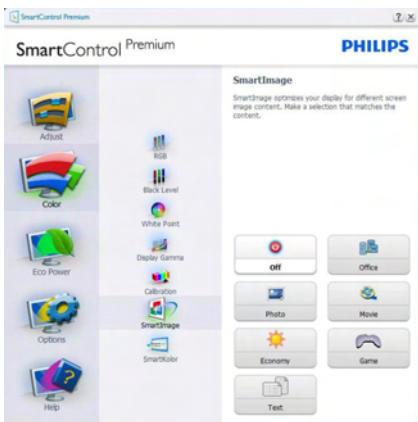 SmartControl Premium
SmartControl Premium
PHILIPS
Adjust
Color
Eco Power
Options
Help
RGB
Black Level
White Point
Display Gamma
Calibration
SmartImage
SmartKolor
SmartImage
SmartImage optimizes your display for different screen
image content. Make a selection that matches the
content.
Off
Office
Photo
Movie
Economy
Game
Text